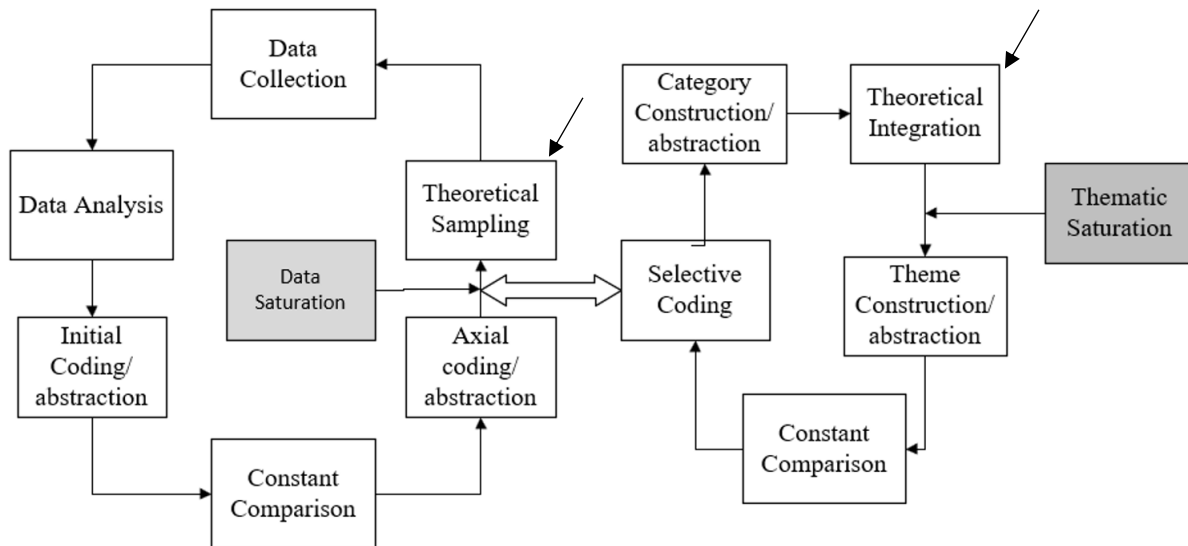 Data
Collection
Data Analysis
Initial
Coding/
abstraction
Constant
Comparison
Axial
coding/
abstraction
Theoretical
Sampling
Data
Saturation
Selective
Coding
Category
Construction/
abstraction
Theoretical
Integration
Thematic
Saturation
Theme
Construction/
abstraction
Constant
Comparison